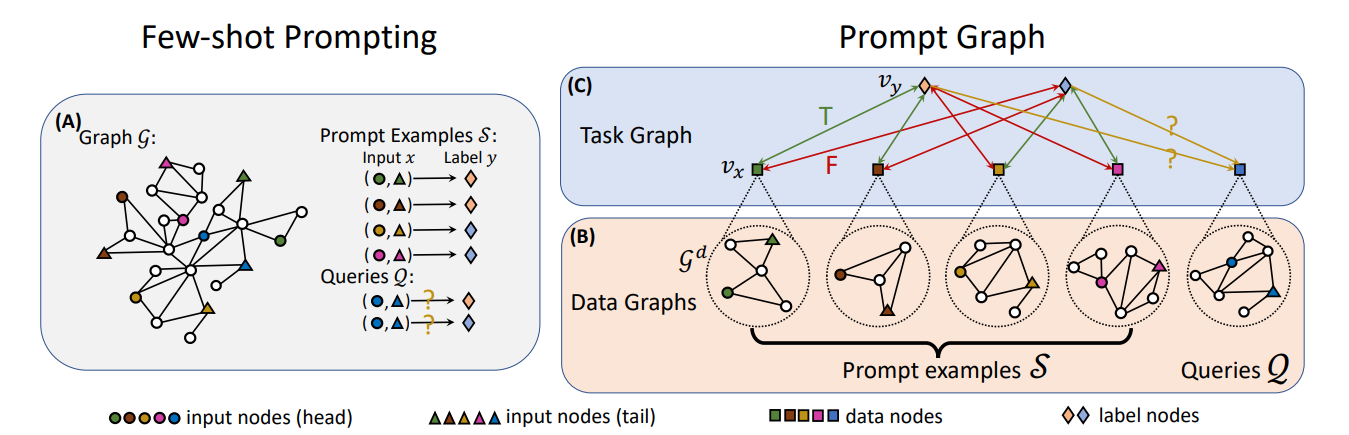 Few-shot Prompting
Prompt Graph
(A)
Graph 𝒢:
Prompt Examples 𝒮:
Input x Label y
( , )
( , )
( , )
( , )
Queries 𝒬:
( , ) ?
( , ) ?
(C)
Task Graph
v_y
T
F
?
?
v_x
(B)
𝒢^d
Data Graphs
Prompt examples 𝒮
Queries 𝒬
input nodes (head)
input nodes (tail)
data nodes
label nodes